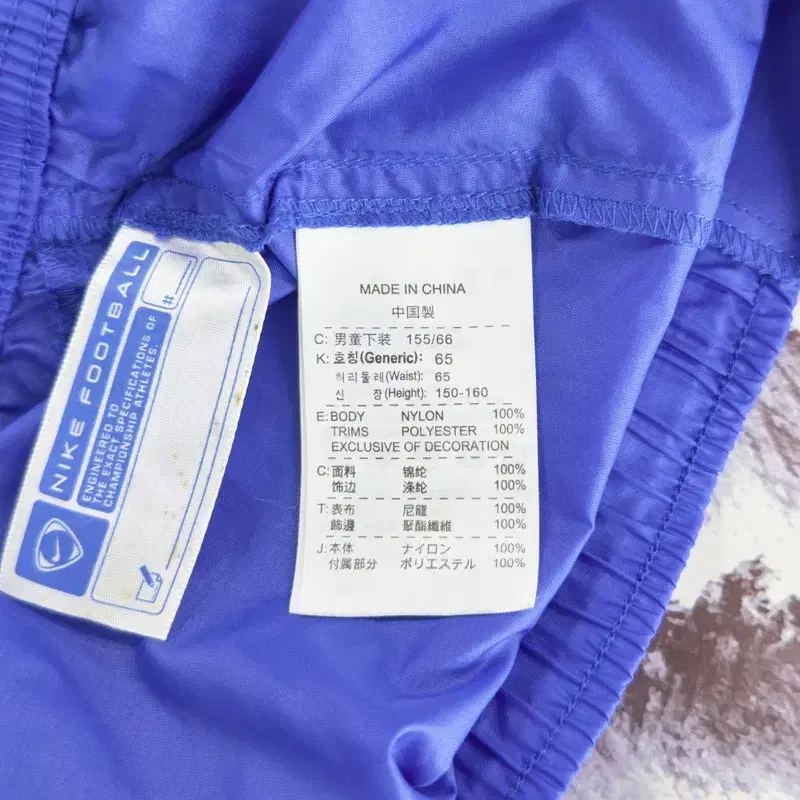 NIKE FOOTBALL
ENGINEERED TO
THE EXACT SPECIFICATIONS OF
CHAMPIONSHIP ATHLETES.
#
MADE IN CHINA
中国製
C: 男童下装 155/66
K: 호칭(Generic): 65
허리둘레(Waist): 65
신 장(Height): 150-160
E: BODY NYLON 100%
TRIMS POLYESTER 100%
EXCLUSIVE OF DECORATION
C: 面料 锦纶 100%
饰边 涤纶 100%
T: 表布 尼龍 100%
飾邊 聚酯纖維 100%
J: 本体 ナイロン 100%
付属部分 ポリエステル 100%